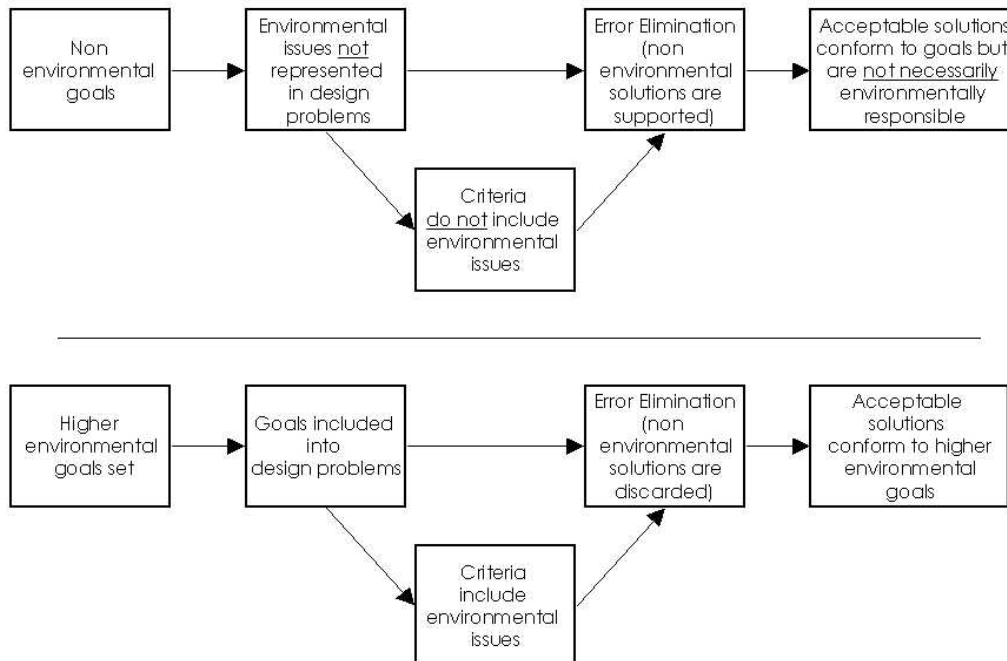 Non
environmental
goals
Environmental
issues not
represented
in design
problems
Error Elimination
(non
environmental
solutions are
supported)
Acceptable solutions
conform to goals but
are not necessarily
environmentally
responsible
Criteria
do not include
environmental
issues
Higher
environmental
goals set
Goals included
into
design problems
Error Elimination
(non
environmental
solutions are
discarded)
Acceptable
solutions
conform to higher
environmental
goals
Criteria
include
environmental
issues